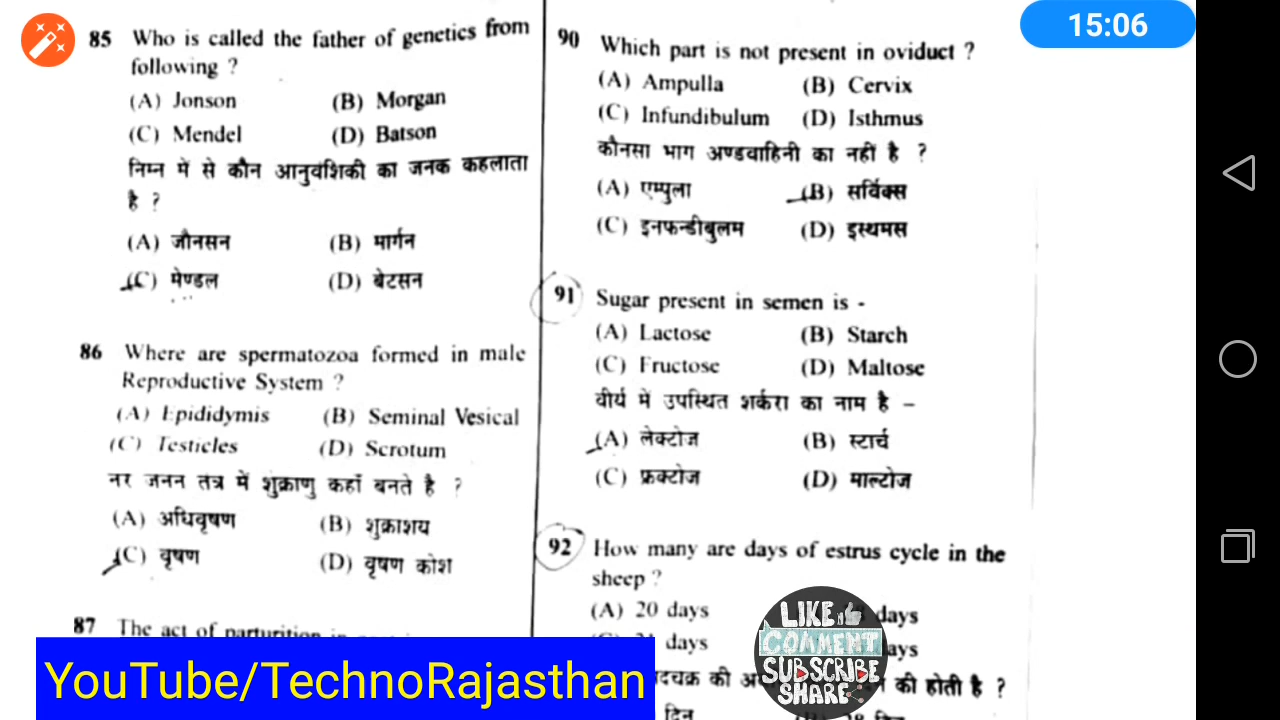 85 Who is called the father of genetics from
following ?
(A) Jonson (B) Morgan
(C) Mendel (D) Batson
निम्न में से कौन आनुवंशिकी का जनक कहलाता
है ?
(A) जौनसन (B) मार्गन
(C) मेण्डल (D) बेटसन
86 Where are spermatozoa formed in male
Reproductive System ?
(A) Epididymis (B) Seminal Vesical
(C) Testicles (D) Scrotum
नर जनन तंत्र में शुक्राणु कहाँ बनते है ?
(A) अधिवृषण (B) शुक्राशय
(C) वृषण (D) वृषण कोश
87 The act of parturition in
YouTube/TechnoRajasthan
90 Which part is not present in oviduct ?
(A) Ampulla (B) Cervix
(C) Infundibulum (D) Isthmus
कौनसा भाग अण्डवाहिनी का नहीं है ?
(A) एम्पुला (B) सर्विक्स
(C) इनफन्डीबुलम (D) इस्थमस
91 Sugar present in semen is -
(A) Lactose (B) Starch
(C) Fructose (D) Maltose
वीर्य में उपस्थित शर्करा का नाम है –
(A) लेक्टोज (B) स्टार्च
(C) फ्रक्टोज (D) माल्टोज
92 How many are days of estrus cycle in the
sheep ?
(A) 20 days days
days
की की होती है ?
दिन
LIKE
COMMENT
SUBSCRIBE
SHARE
15:06